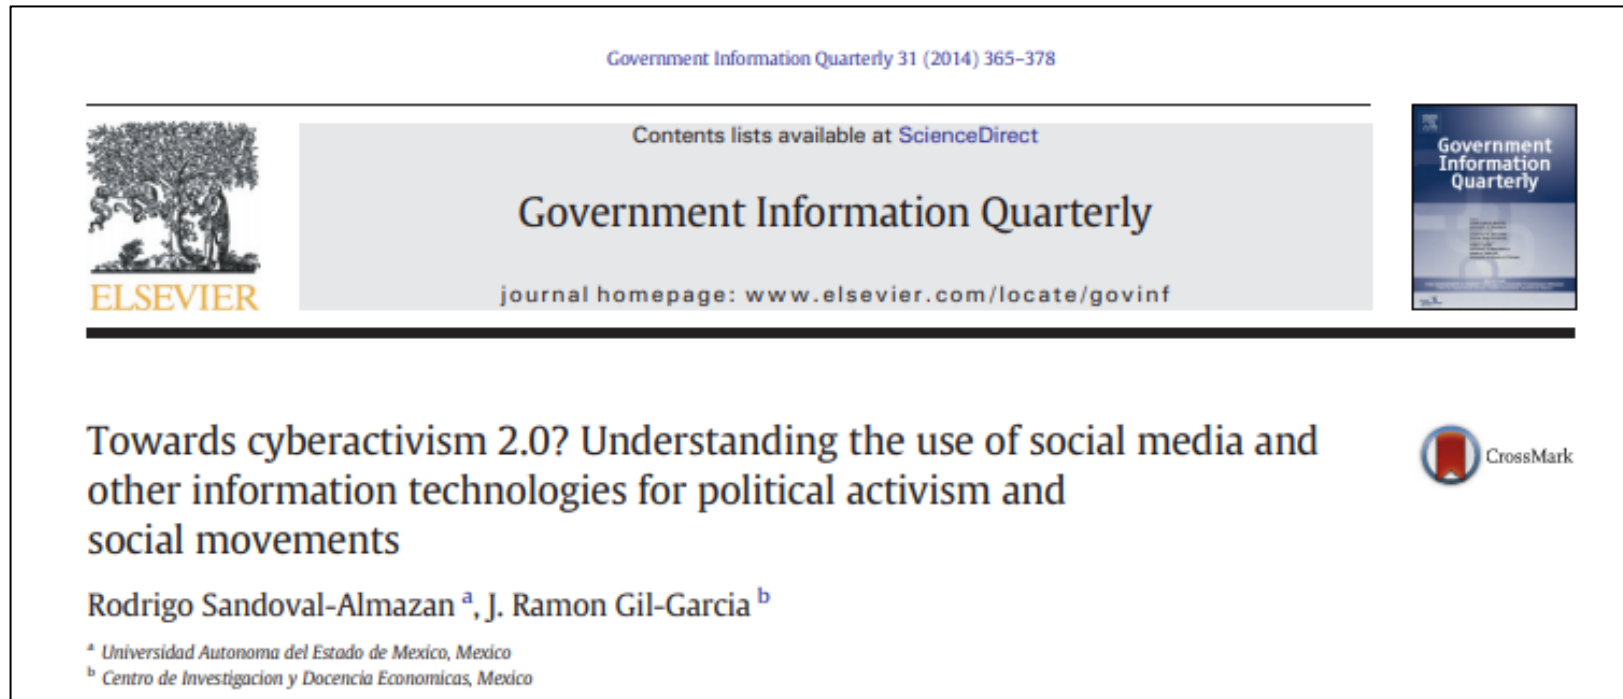 Government Information Quarterly 31 (2014) 365–378
Contents lists available at ScienceDirect
Government Information Quarterly
journal homepage: www.elsevier.com/locate/govinf
ELSEVIER
Government
Information
Quarterly
Towards cyberactivism 2.0? Understanding the use of social media and
other information technologies for political activism and
social movements
CrossMark
Rodrigo Sandoval-Almazan a, J. Ramon Gil-Garcia b
a Universidad Autonoma del Estado de Mexico, Mexico
b Centro de Investigacion y Docencia Economicas, Mexico